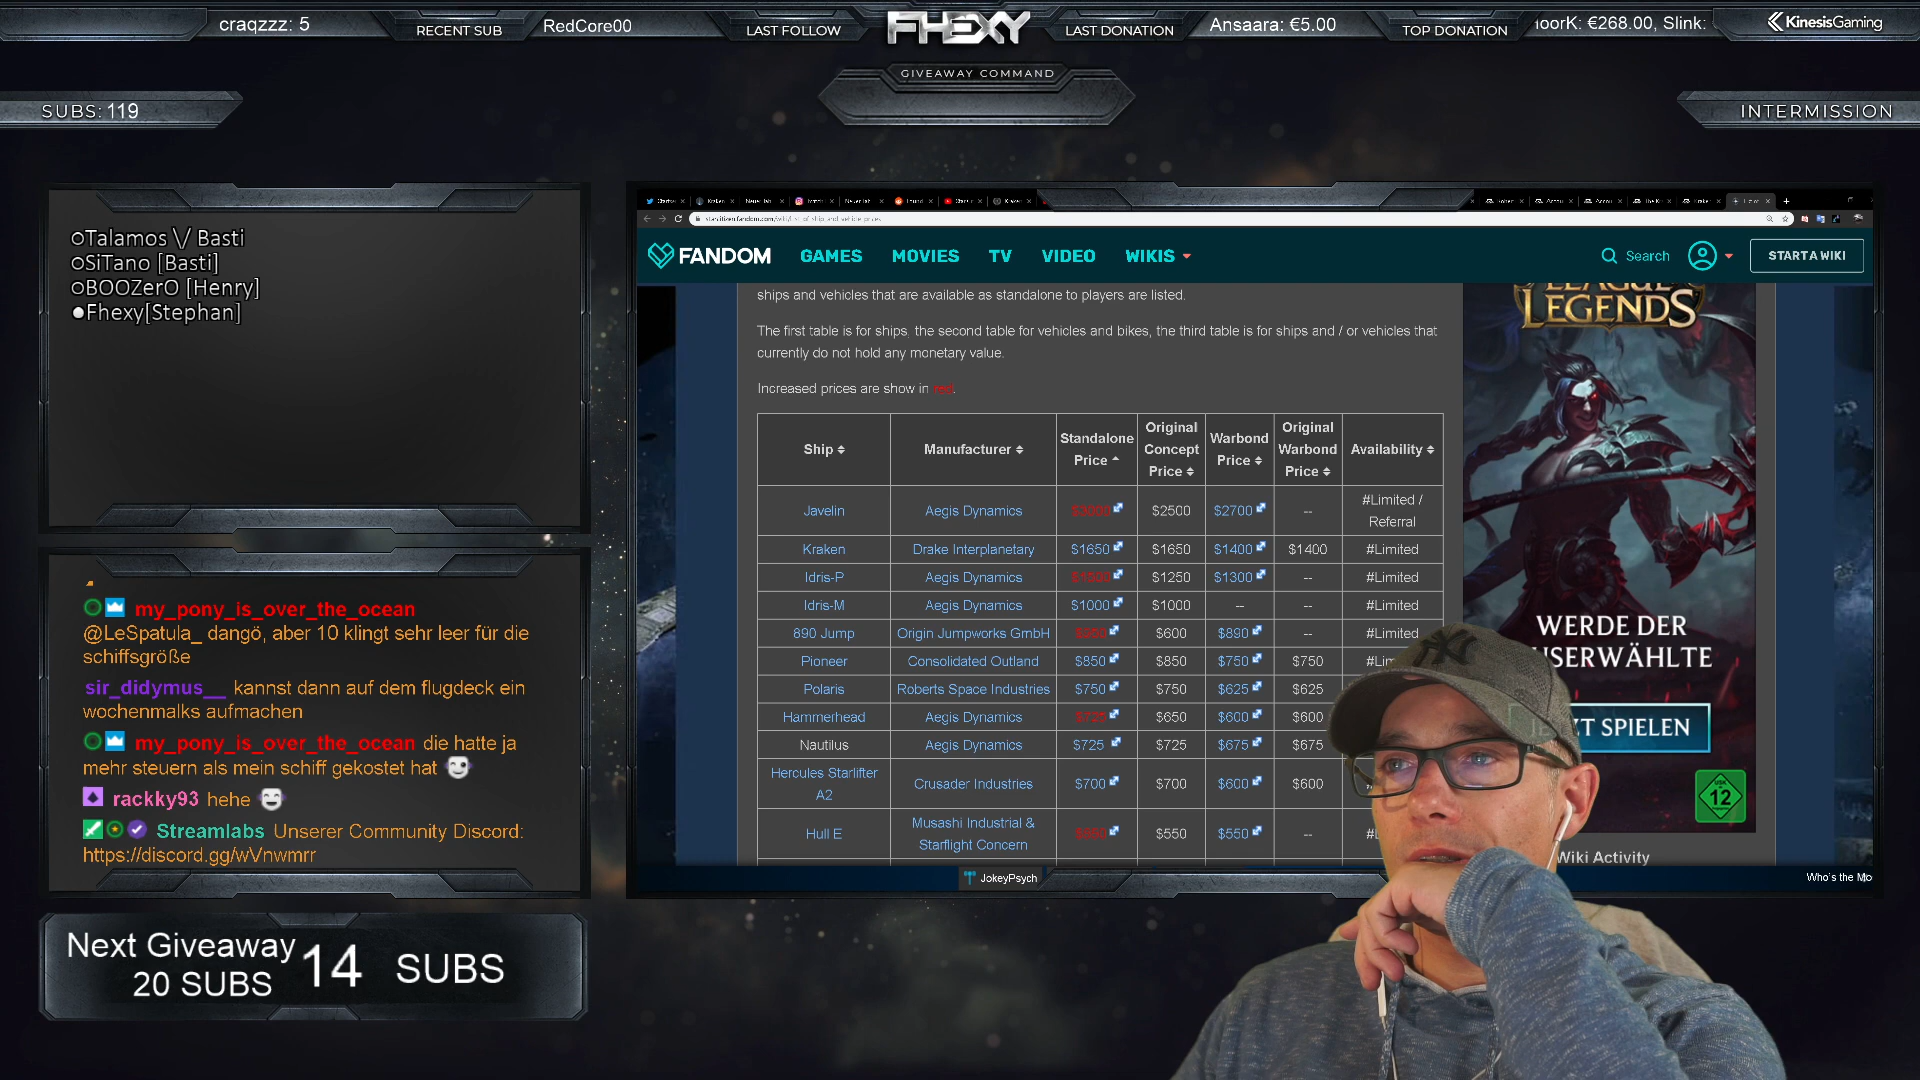 craqzzz: 5
RECENT SUB
RedCore00
LAST FOLLOW
FHEXY
LAST DONATION
Ansaara: €5.00
TOP DONATION
oorK: €268.00, Slink:
KinesisGaming
GIVEAWAY COMMAND
SUBS: 119
INTERMISSION
Talamos \/ Basti
SiTano [Basti]
BOOZerO [Henry]
Fhexy[Stephan]
my_pony_is_over_the_ocean
@LeSpatula_ dangö, aber 10 klingt sehr leer für die
schiffsgröße
sir_didymus__ kannst dann auf dem flugdeck ein
wochenmalks aufmachen
my_pony_is_over_the_ocean die hatte ja
mehr steuern als mein schiff gekostet hat
rackky93 hehe
Streamlabs Unserer Community Discord:
https://discord.gg/wVnwmrr
Next Giveaway
20 SUBS
14 SUBS
FANDOM
GAMES
MOVIES
TV
VIDEO
WIKIS
Search
START A WIKI
ships and vehicles that are available as standalone to players are listed.
The first table is for ships, the second table for vehicles and bikes, the third table is for ships and / or vehicles that
currently do not hold any monetary value.
Increased prices are show in red.
Ship Manufacturer Standalone Price Original Concept Price Warbond Price Original Warbond Price Availability
Javelin Aegis Dynamics $3000 $2500 $2700 -- #Limited / Referral
Kraken Drake Interplanetary $1650 $1650 $1400 $1400 #Limited
Idris-P Aegis Dynamics $1500 $1250 $1300 -- #Limited
Idris-M Aegis Dynamics $1000 $1000 -- -- #Limited
890 Jump Origin Jumpworks GmbH $600 $890 -- #Limited
Pioneer Consolidated Outland $850 $850 $750 $750
Polaris Roberts Space Industries $750 $750 $625 $625
Hammerhead Aegis Dynamics $725 $650 $600 $600
Nautilus Aegis Dynamics $725 $725 $675 $675
Hercules Starlifter A2 Crusader Industries $700 $700 $600 $600
Hull E Musashi Industrial & Starflight Concern $550 $550 --
LEGENDS
WERDE DER
USERWÄHLTE
ZT SPIELEN
12
Wiki Activity
JokeyPsych
Who's the Mo